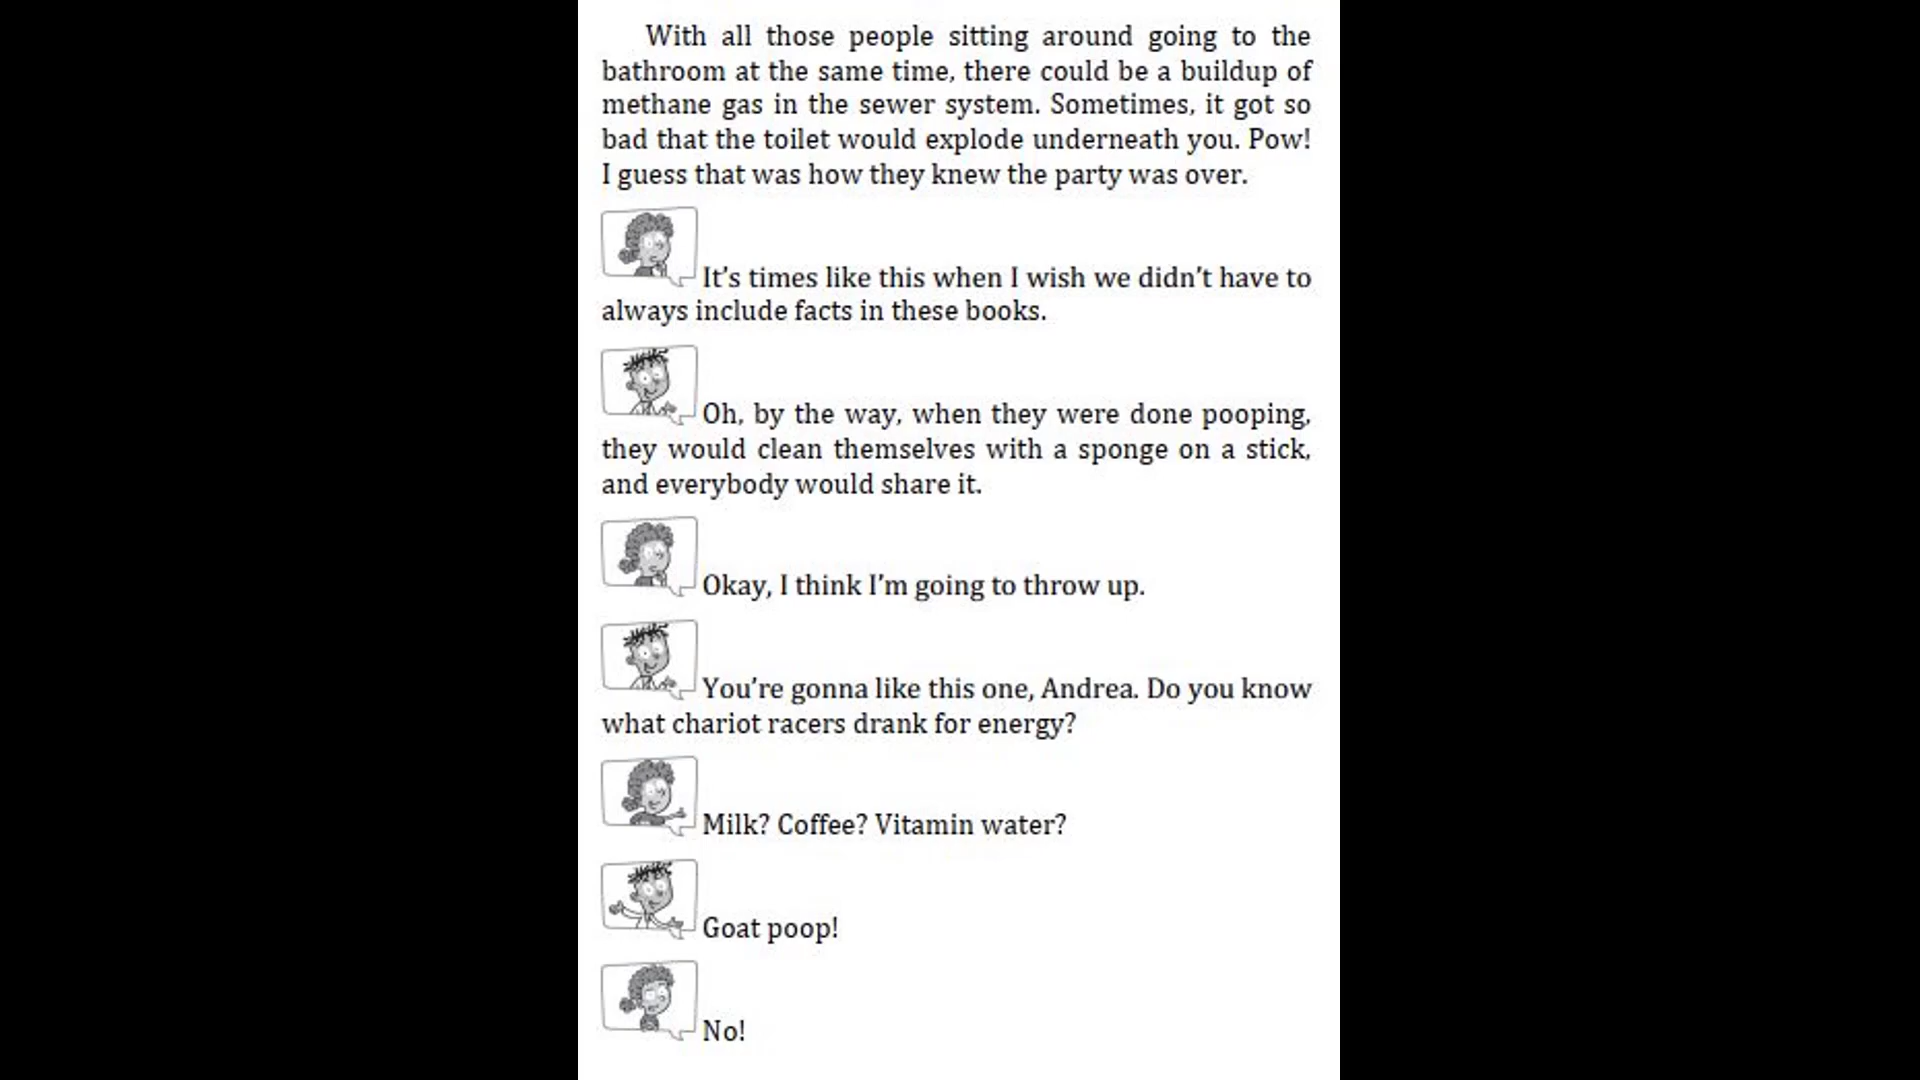 With all those people sitting around going to the
bathroom at the same time, there could be a buildup of
methane gas in the sewer system. Sometimes, it got so
bad that the toilet would explode underneath you. Pow!
I guess that was how they knew the party was over.
It’s times like this when I wish we didn’t have to
always include facts in these books.
Oh, by the way, when they were done pooping,
they would clean themselves with a sponge on a stick,
and everybody would share it.
Okay, I think I’m going to throw up.
You’re gonna like this one, Andrea. Do you know
what chariot racers drank for energy?
Milk? Coffee? Vitamin water?
Goat poop!
No!